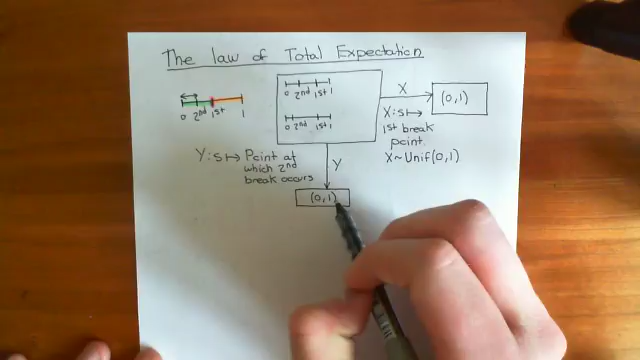 The Law of Total Expectation
0 2nd 1st 1
0 2nd 1st 1
0 2nd 1st 1
X
(0,1)
X: s ↦
1st break
point.
X~Unif(0,1)
Y: s ↦ Point at
which 2nd
break occurs
Y
(0,1)